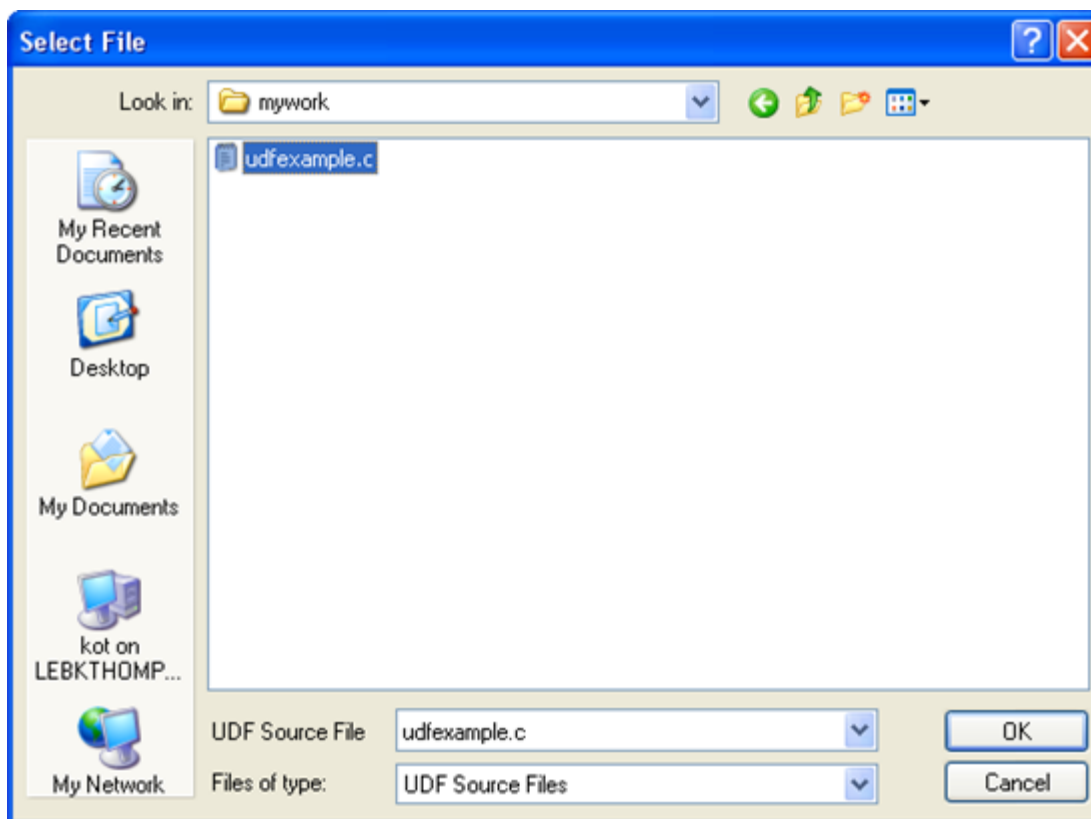 Select File
Look in:
mywork
udfexample.c
My Recent
Documents
Desktop
My Documents
kot on
LEBKTHOMP...
My Network
UDF Source File
udfexample.c
OK
Files of type:
UDF Source Files
Cancel